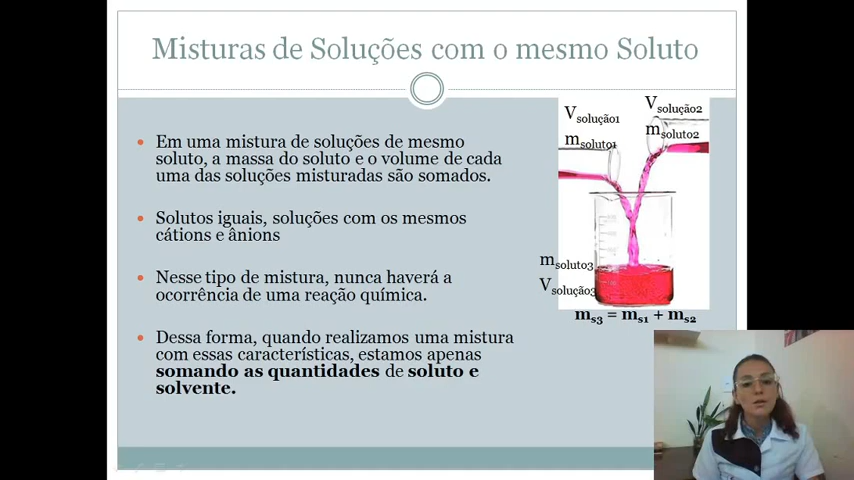 Misturas de Soluções com o mesmo Soluto
Em uma mistura de soluções de mesmo
soluto, a massa do soluto e o volume de cada
uma das soluções misturadas são somados.
Solutos iguais, soluções com os mesmos
cátions e ânions
Nesse tipo de mistura, nunca haverá a
ocorrência de uma reação química.
Dessa forma, quando realizamos uma mistura
com essas características, estamos apenas
somando as quantidades de soluto e
solvente.
Vsolução1
msoluto1
Vsolução2
msoluto2
msoluto3
Vsolução3
ms3 = ms1 + ms2